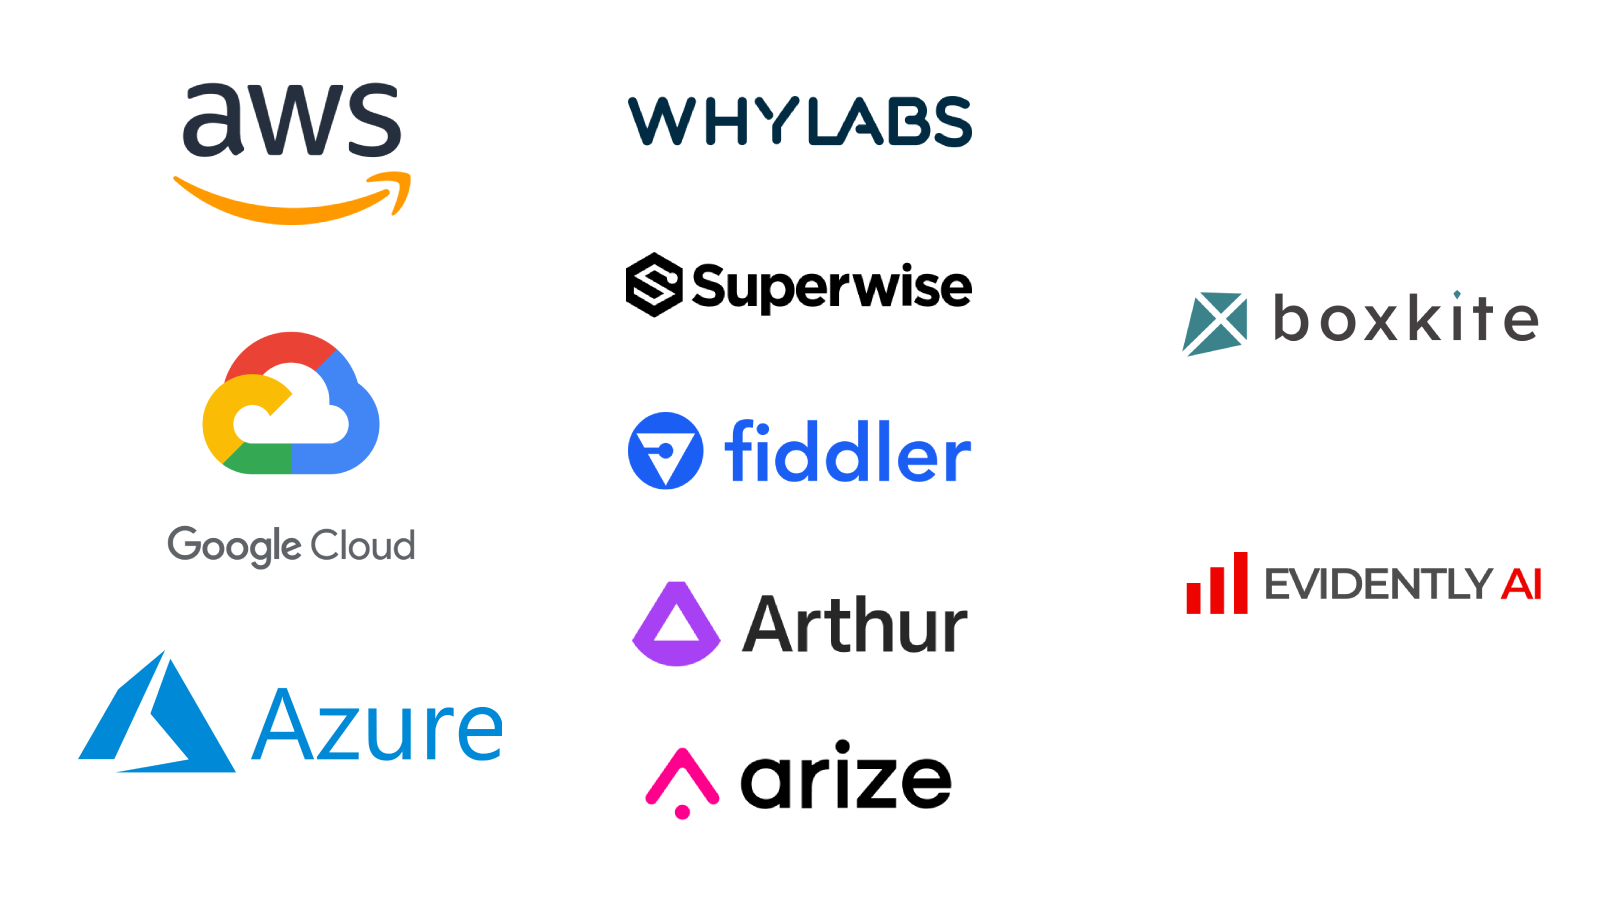 aws
Google Cloud
Azure
WHYLABS
Superwise
fiddler
Arthur
arize
boxkite
EVIDENTLY AI